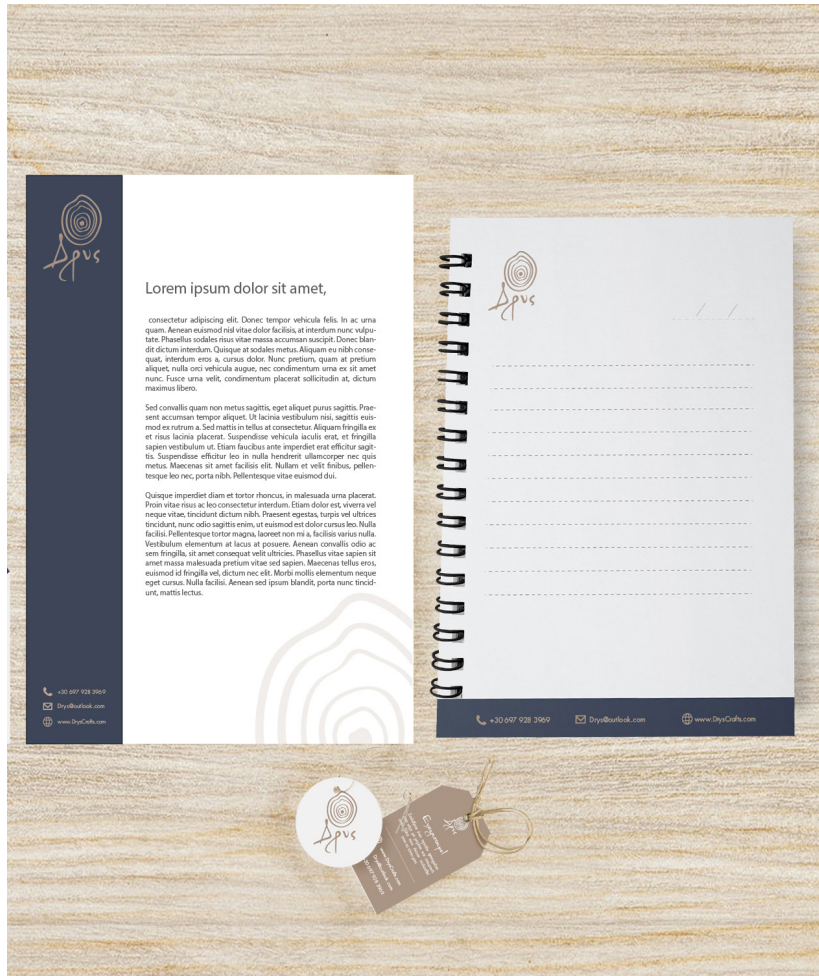 Δρυς
Lorem ipsum dolor sit amet,
consectetur adipiscing elit. Donec tempor vehicula felis. In ac urna
quam. Aenean euismod nisl vitae dolor facilisis, at interdum nunc vulpu-
tate. Phasellus sodales risus vitae massa accumsan suscipit. Donec blan-
dit dictum interdum. Quisque at sodales metus. Aliquam eu nibh conse-
quat, interdum eros a, cursus dolor. Nunc pretium, quam at pretium
aliquet, nulla orci vehicula augue, nec condimentum urna ex sit amet
nunc. Fusce urna velit, condimentum placerat sollicitudin at, dictum
maximus libero.
Sed convallis quam non metus sagittis, eget aliquet purus sagittis. Prae-
sent accumsan tempor aliquet. Ut lacinia vestibulum nisi, sagittis euis-
mod ex rutrum a. Sed mattis in tellus at consectetur. Aliquam fringilla ex
et risus lacinia placerat. Suspendisse vehicula iaculis erat, et fringilla
sapien vestibulum ut. Etiam faucibus ante imperdiet erat efficitur sagit-
tis. Suspendisse efficitur leo in nulla hendrerit ullamcorper nec quis
metus. Maecenas sit amet facilisis elit. Nullam et velit finibus, pellen-
tesque leo nec, porta nibh. Pellentesque vitae euismod dui.
Quisque imperdiet diam et tortor rhoncus, in malesuada urna placerat.
Proin vitae risus ac leo consectetur interdum. Etiam dolor est, viverra vel
neque vitae, tincidunt dictum nibh. Praesent egestas, turpis vel ultrices
tincidunt, nunc odio sagittis enim, ut euismod est dolor cursus leo. Nulla
facilisi. Pellentesque tortor magna, laoreet non mi a, facilisis varius nulla.
Vestibulum elementum at lacus at posuere. Aenean convallis odio ac
sem fringilla, sit amet consequat velit ultricies. Phasellus vitae sapien sit
amet massa malesuada pretium vitae sed sapien. Maecenas tellus eros,
euismod id fringilla vel, dictum nec elit. Morbi mollis elementum neque
eget cursus. Nulla facilisi. Aenean sed ipsum blandit, porta nunc tincid-
unt, mattis lectus.
+30 697 928 3969
Drys@outlook.com
www.DrysCrafts.com
Δρυς
/ /
+30 697 928 3969 Drys@outlook.com www.DrysCrafts.com
Δρυς
Δρυς
www.DrysCrafts.com
Drys@outlook.com
697 928 3969